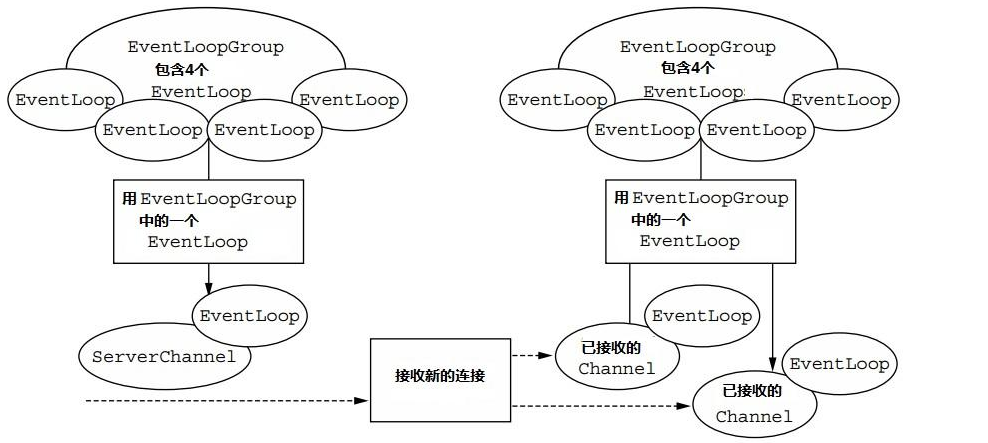 EventLoopGroup
包含4个
EventLoop
EventLoop
EventLoop
EventLoop
EventLoop
用 EventLoopGroup
中的一个
EventLoop
EventLoop
ServerChannel
接收新的连接
EventLoopGroup
包含4个
EventLoops
EventLoop
EventLoop
EventLoop
EventLoop
用 EventLoopGroup
中的一个
EventLoop
EventLoop
已接收的
Channel
EventLoop
已接收的
Channel